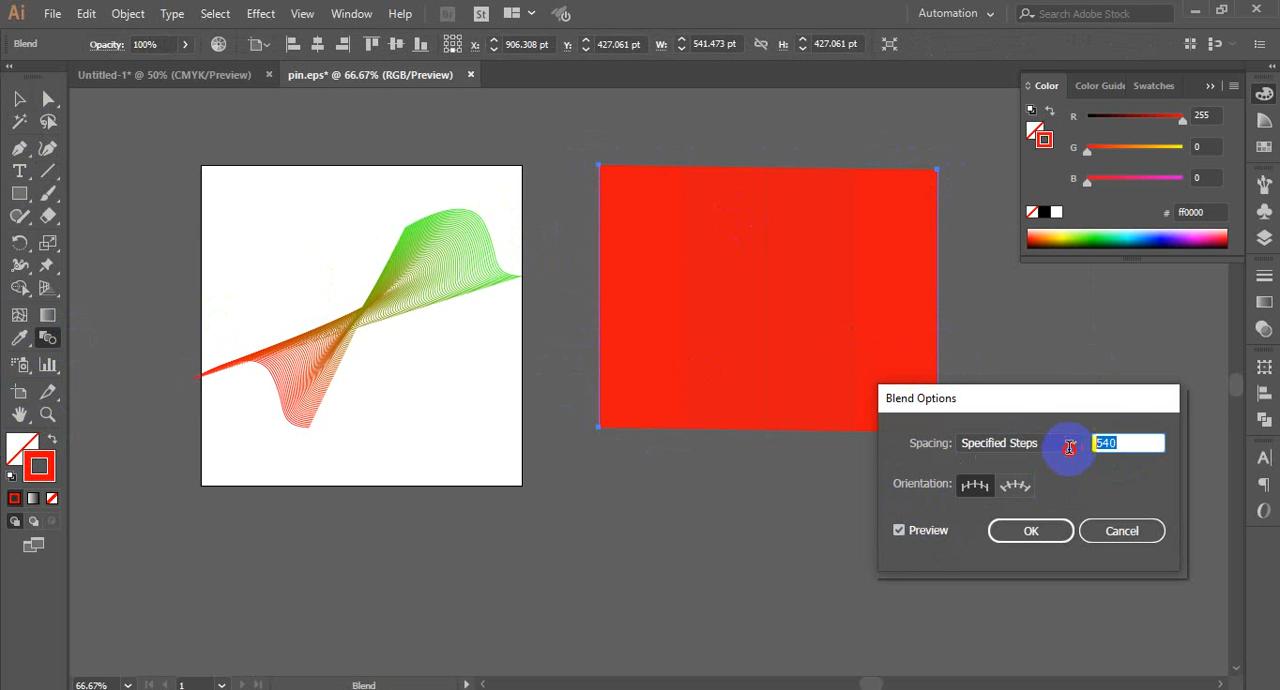 Ai File Edit Object Type Select Effect View Window Help Br St Automation Search Adobe Stock
Blend Opacity: 100% X: 906.308 pt Y: 427.061 pt W: 541.473 pt H: 427.061 pt
Untitled-1* @ 50% (CMYK/Preview) × pin.eps* @ 66.67% (RGB/Preview) ×
Color Color Guide Swatches
R 255
G 0
B 0
# ff0000
Blend Options
Spacing: Specified Steps 540
Orientation:
Preview OK Cancel
66.67% 1 Blend